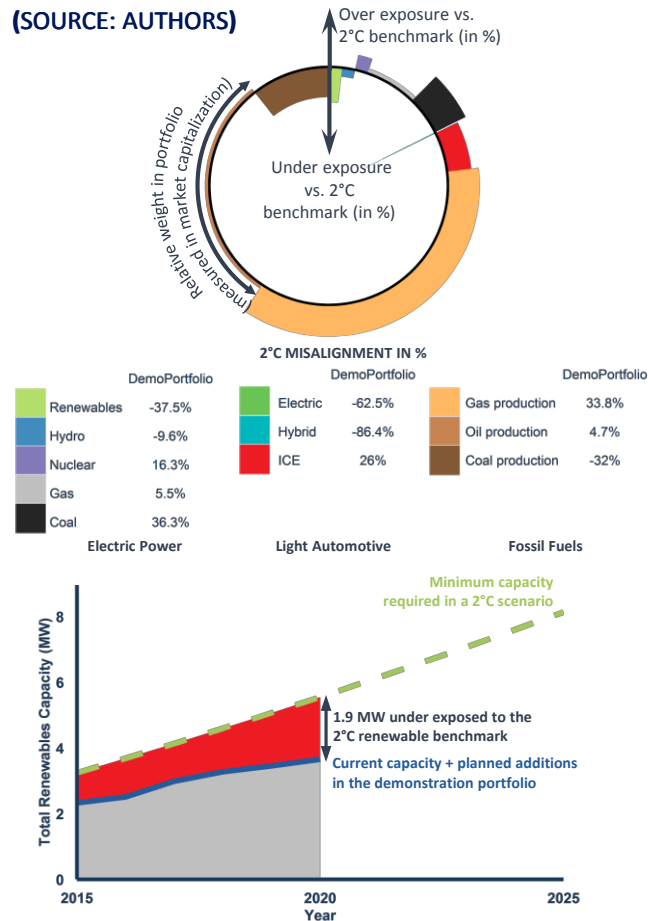 (SOURCE: AUTHORS)
Over exposure vs.
2°C benchmark (in %)
Relative weight in portfolio
(measured in market capitalization)
Under exposure
vs. 2°C
benchmark (in %)
2°C MISALIGNMENT IN %
DemoPortfolio
Renewables -37.5%
Hydro -9.6%
Nuclear 16.3%
Gas 5.5%
Coal 36.3%
Electric Power
DemoPortfolio
Electric -62.5%
Hybrid -86.4%
ICE 26%
Light Automotive
DemoPortfolio
Gas production 33.8%
Oil production 4.7%
Coal production -32%
Fossil Fuels
Total Renewables Capacity (MW)
8
6
4
2
0
Minimum capacity
required in a 2°C scenario
1.9 MW under exposed to the
2°C renewable benchmark
Current capacity + planned additions
in the demonstration portfolio
2015 2020 2025
Year